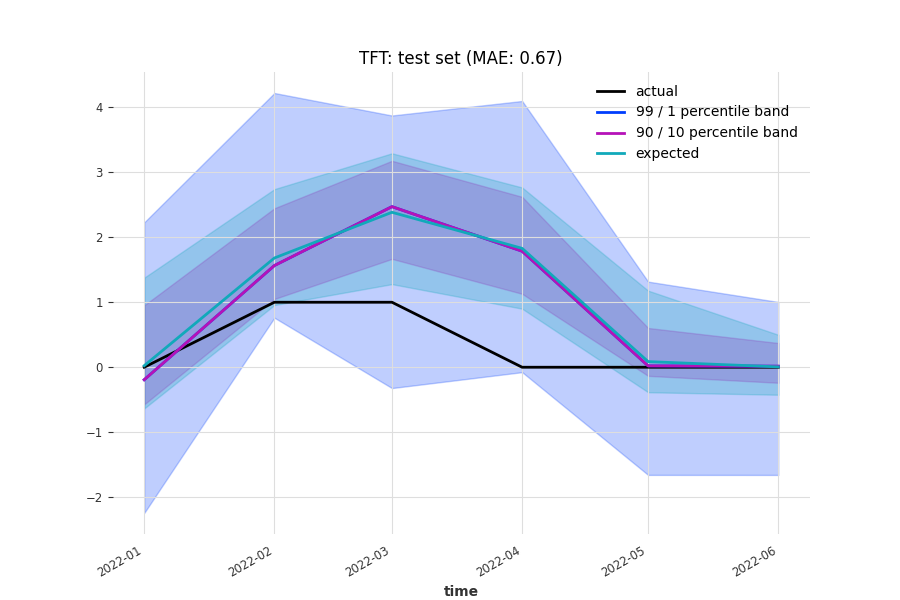 TFT: test set (MAE: 0.67)
actual
99 / 1 percentile band
90 / 10 percentile band
expected
4
3
2
1
0
−1
−2
2022-01
2022-02
2022-03
2022-04
2022-05
2022-06
time